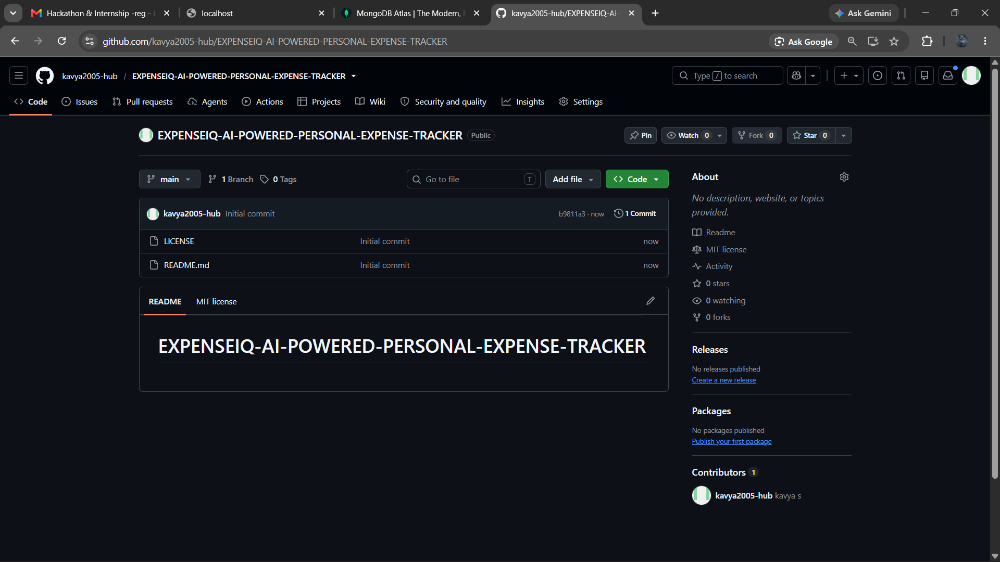 Hackathon & Internship -reg -
localhost
MongoDB Atlas | The Modern,
kavya2005-hub/EXPENSEIQ-AI-
Ask Gemini
github.com/kavya2005-hub/EXPENSEIQ-AI-POWERED-PERSONAL-EXPENSE-TRACKER
Ask Google
kavya2005-hub / EXPENSEIQ-AI-POWERED-PERSONAL-EXPENSE-TRACKER
Type / to search
Code
Issues
Pull requests
Agents
Actions
Projects
Wiki
Security and quality
Insights
Settings
EXPENSEIQ-AI-POWERED-PERSONAL-EXPENSE-TRACKER Public
Pin
Watch 0
Fork 0
Star 0
main
1 Branch
0 Tags
Go to file T
Add file
Code
kavya2005-hub Initial commit
b9811a3 · now
1 Commit
LICENSE Initial commit now
README.md Initial commit now
README
MIT license
EXPENSEIQ-AI-POWERED-PERSONAL-EXPENSE-TRACKER
About
No description, website, or topics
provided.
Readme
MIT license
Activity
0 stars
0 watching
0 forks
Releases
No releases published
Create a new release
Packages
No packages published
Publish your first package
Contributors 1
kavya2005-hub kavya s